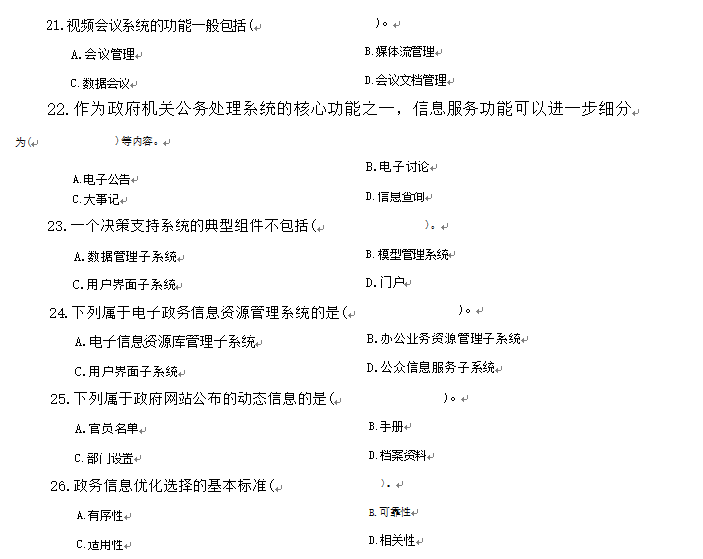 21.视频会议系统的功能一般包括( )。
A.会议管理 B.媒体流管理
C.数据会议 D.会议文档管理
22.作为政府机关公务处理系统的核心功能之一，信息服务功能可以进一步细分
为( )等内容。
A.电子公告 B.电子讨论
C.大事记 D.信息查询
23.一个决策支持系统的典型组件不包括( )。
A.数据管理子系统 B.模型管理系统
C.用户界面子系统 D.门户
24.下列属于电子政务信息资源管理系统的是( )。
A.电子信息资源库管理子系统 B.办公业务资源管理子系统
C.用户界面子系统 D.公众信息服务子系统
25.下列属于政府网站公布的动态信息的是( )。
A.官员名单 B.手册
C.部门设置 D.档案资料
26.政务信息优化选择的基本标准( ).
A.有序性 B.可靠性
C.适用性 D.相关性